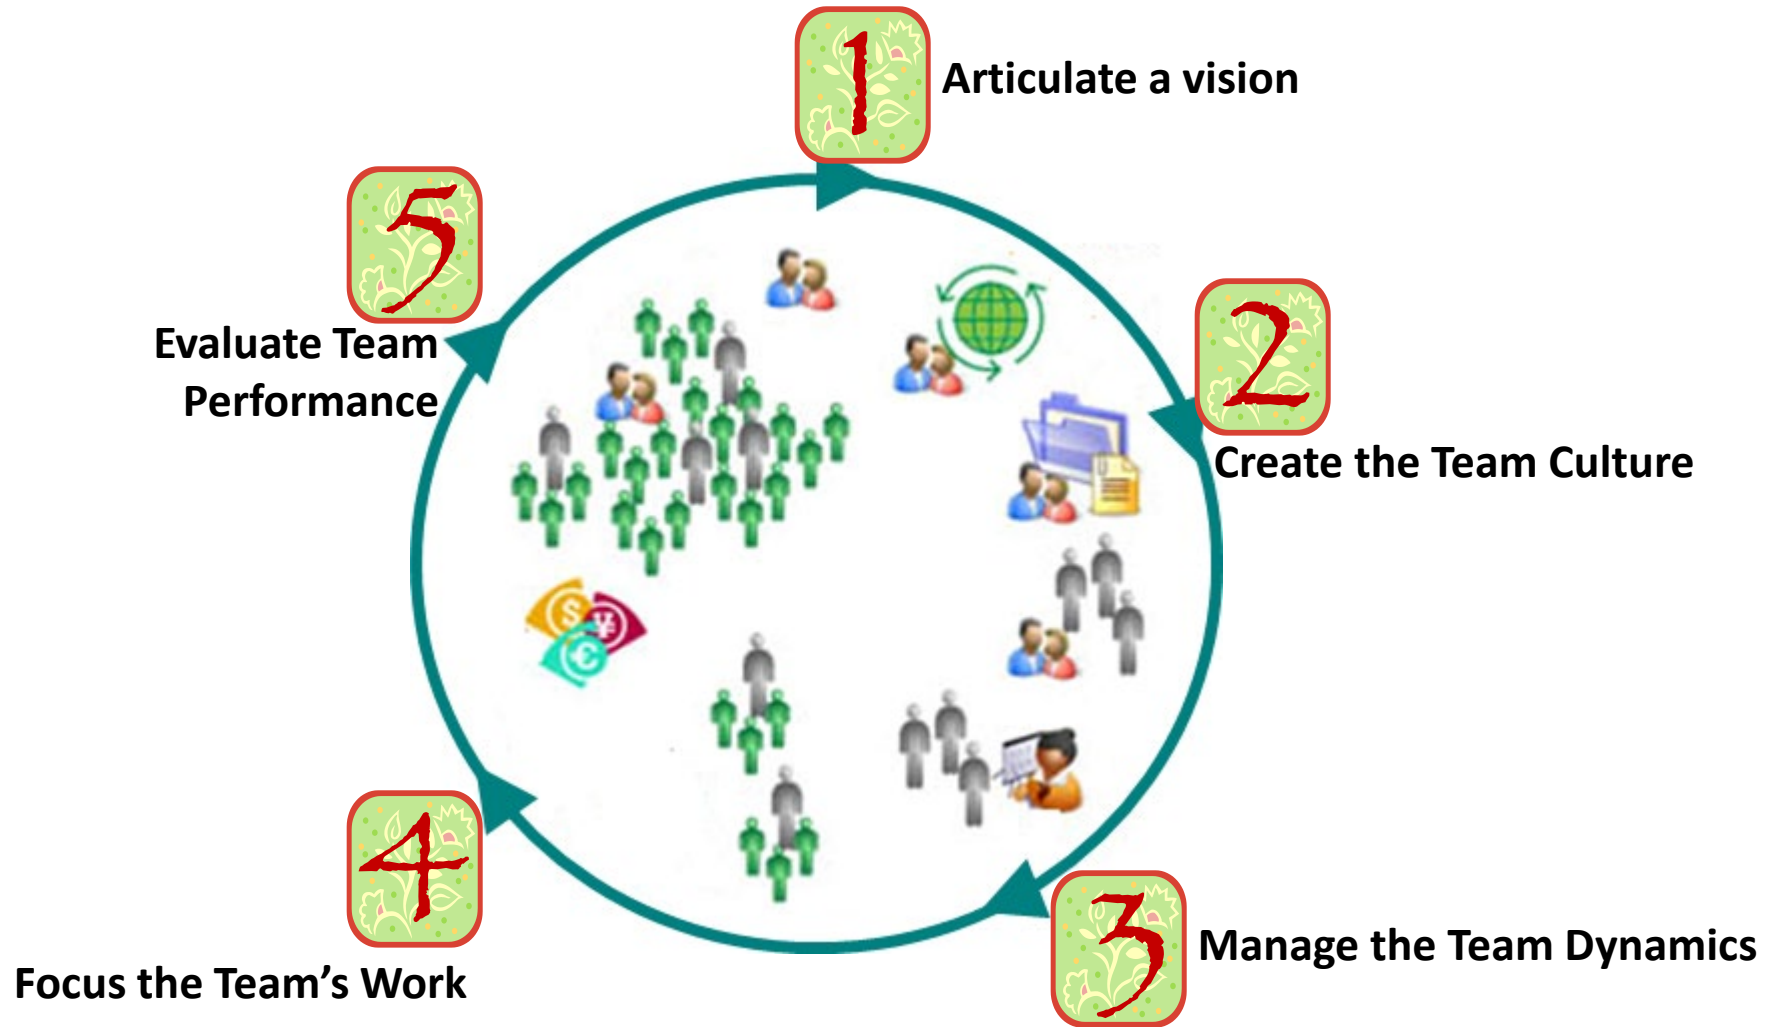 1
Articulate a vision
2
Create the Team Culture
3
Manage the Team Dynamics
4
Focus the Team’s Work
5
Evaluate Team
Performance
$
¥
€